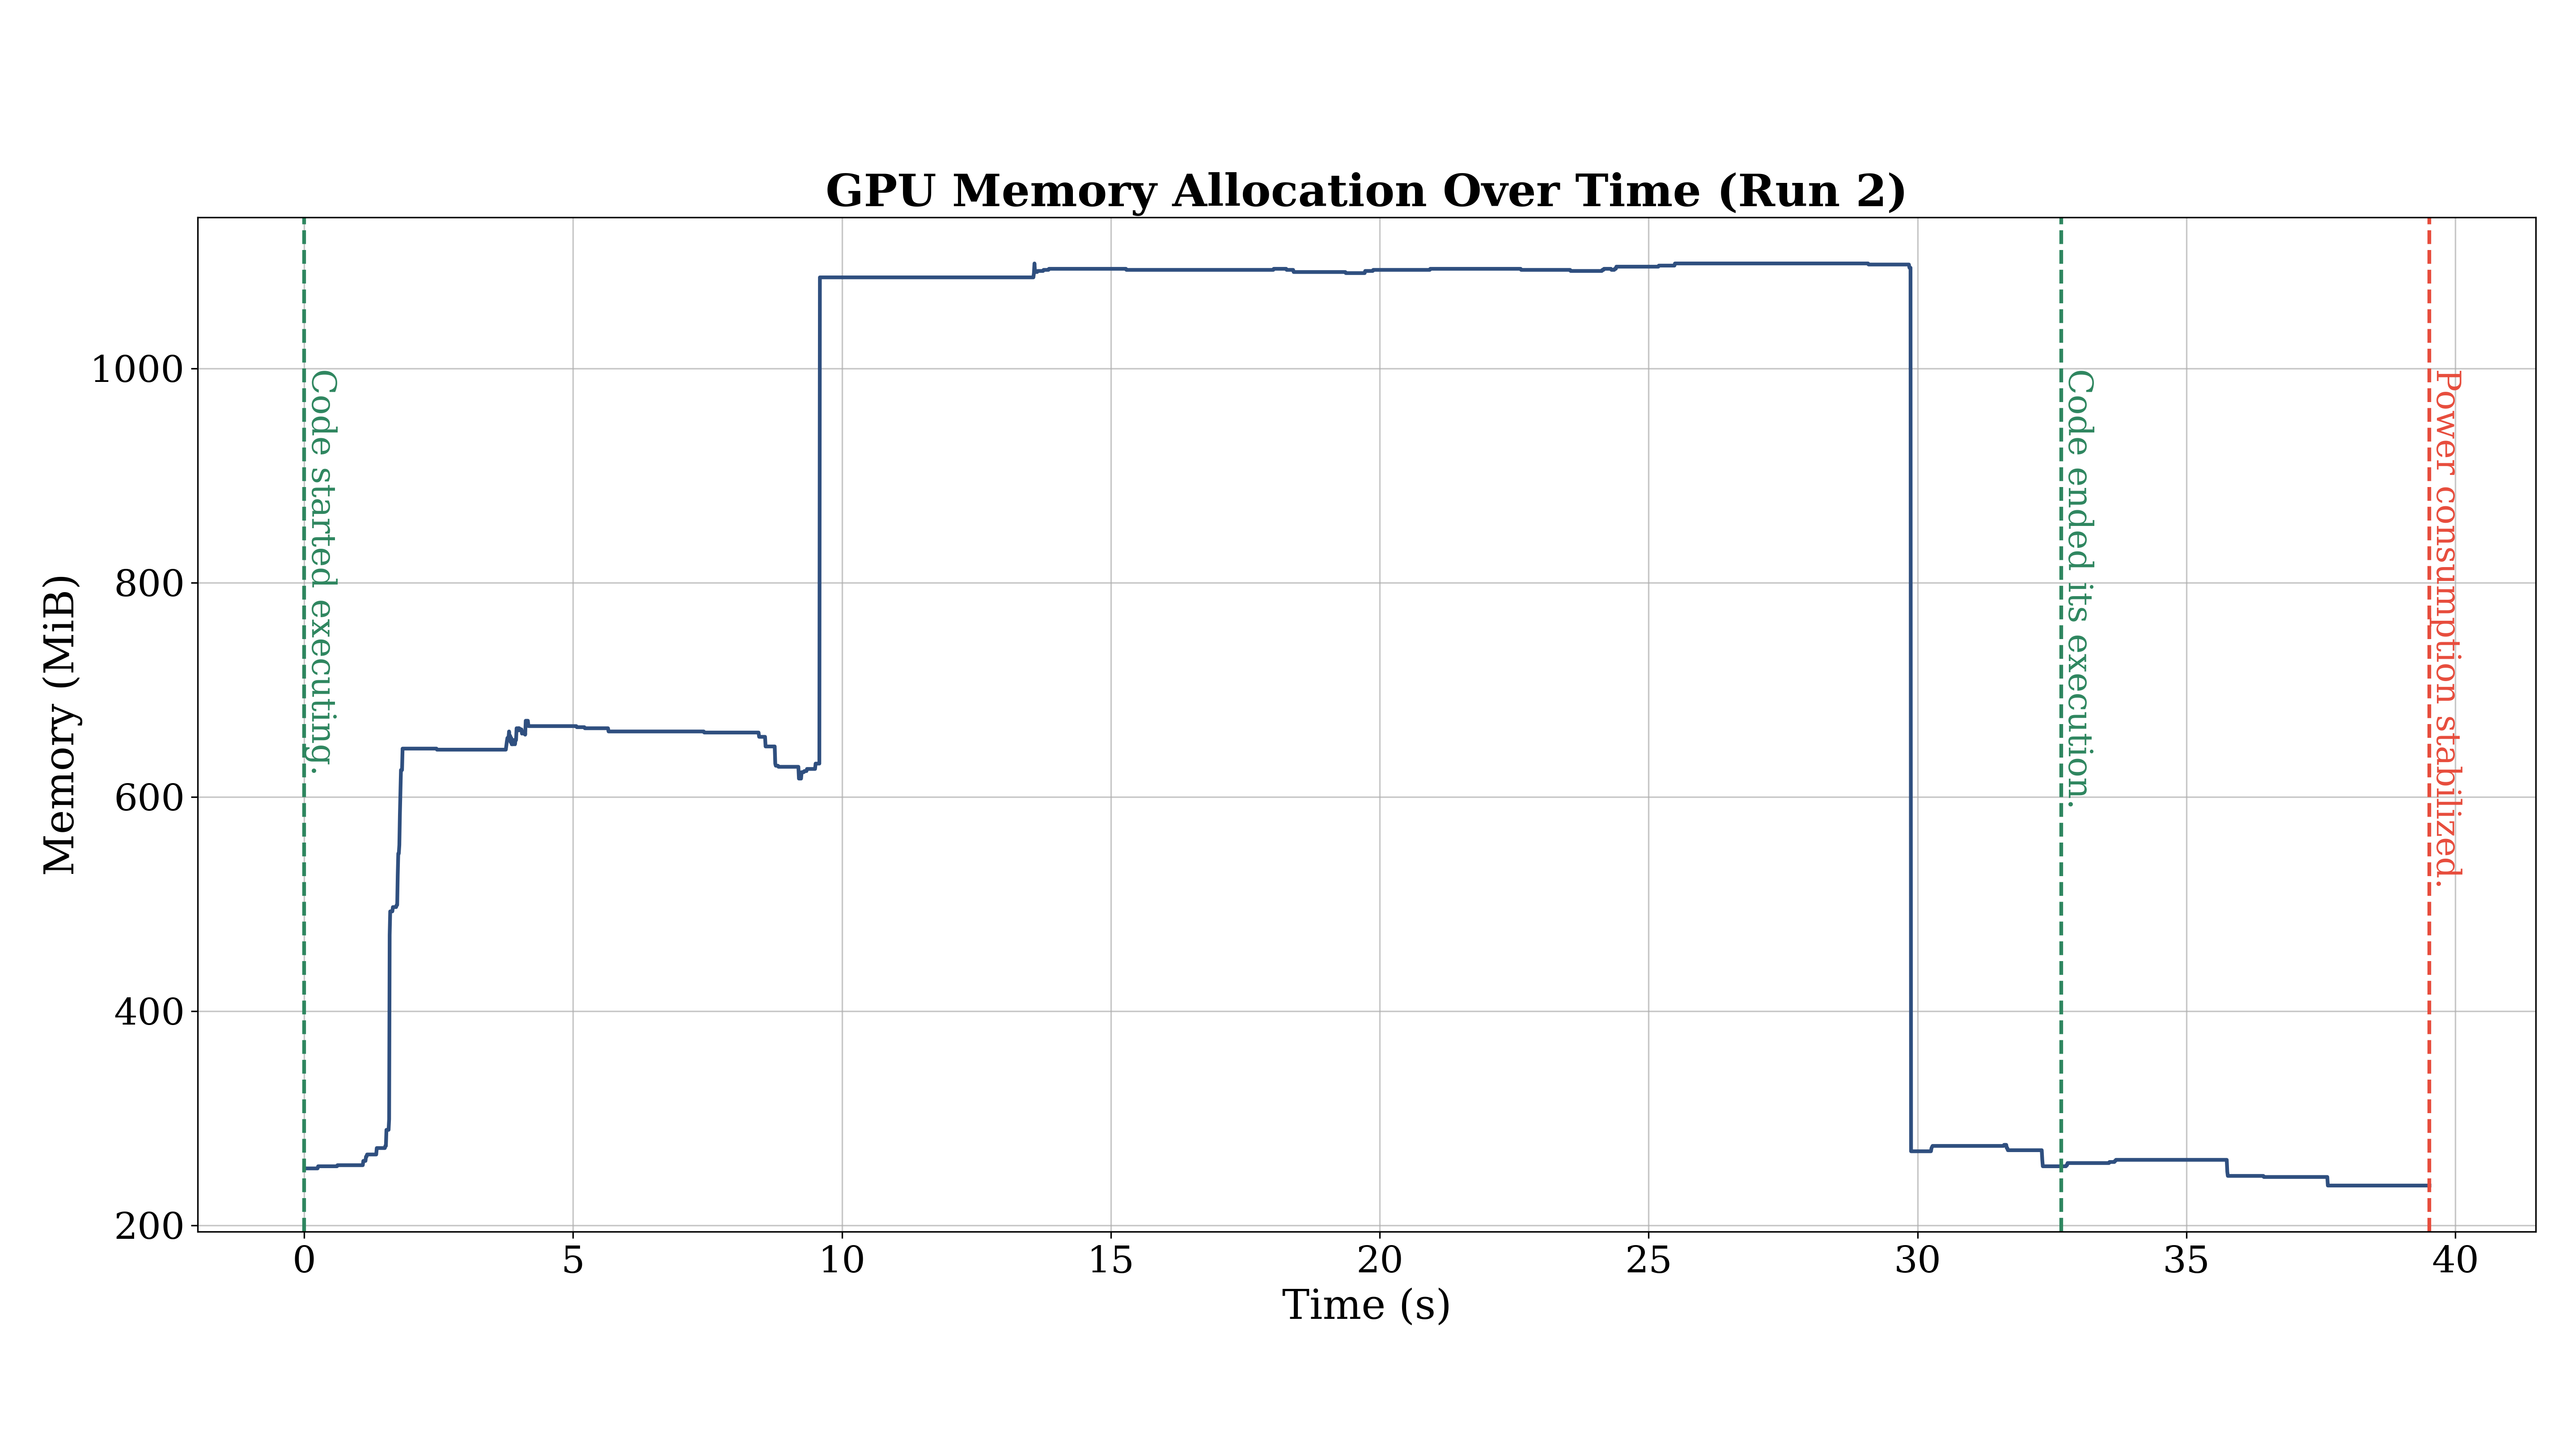 GPU Memory Allocation Over Time (Run 2)
Memory (MiB)
1000
800
600
400
200
Code started executing.
Code ended its execution.
Power consumption stabilized.
0 5 10 15 20 25 30 35 40
Time (s)